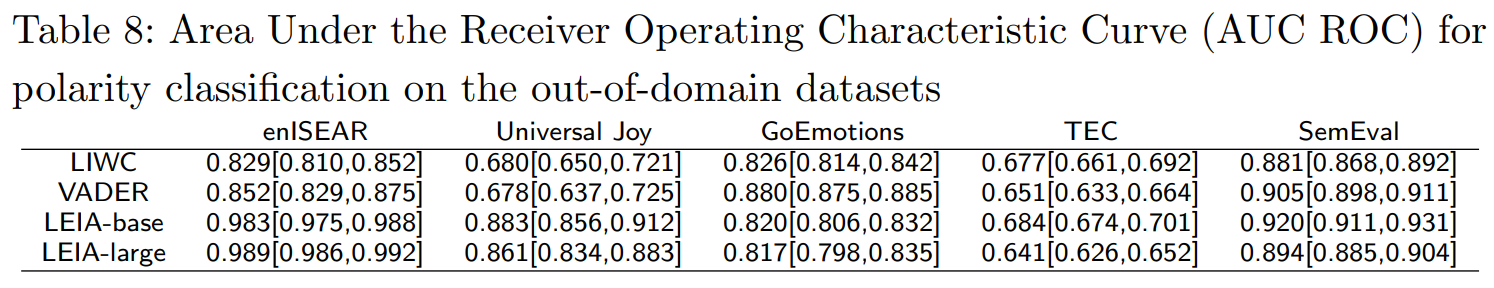 Table 8: Area Under the Receiver Operating Characteristic Curve (AUC ROC) for
polarity classification on the out-of-domain datasets
enISEAR Universal Joy GoEmotions TEC SemEval
LIWC 0.829[0.810,0.852] 0.680[0.650,0.721] 0.826[0.814,0.842] 0.677[0.661,0.692] 0.881[0.868,0.892]
VADER 0.852[0.829,0.875] 0.678[0.637,0.725] 0.880[0.875,0.885] 0.651[0.633,0.664] 0.905[0.898,0.911]
LEIA-base 0.983[0.975,0.988] 0.883[0.856,0.912] 0.820[0.806,0.832] 0.684[0.674,0.701] 0.920[0.911,0.931]
LEIA-large 0.989[0.986,0.992] 0.861[0.834,0.883] 0.817[0.798,0.835] 0.641[0.626,0.652] 0.894[0.885,0.904]